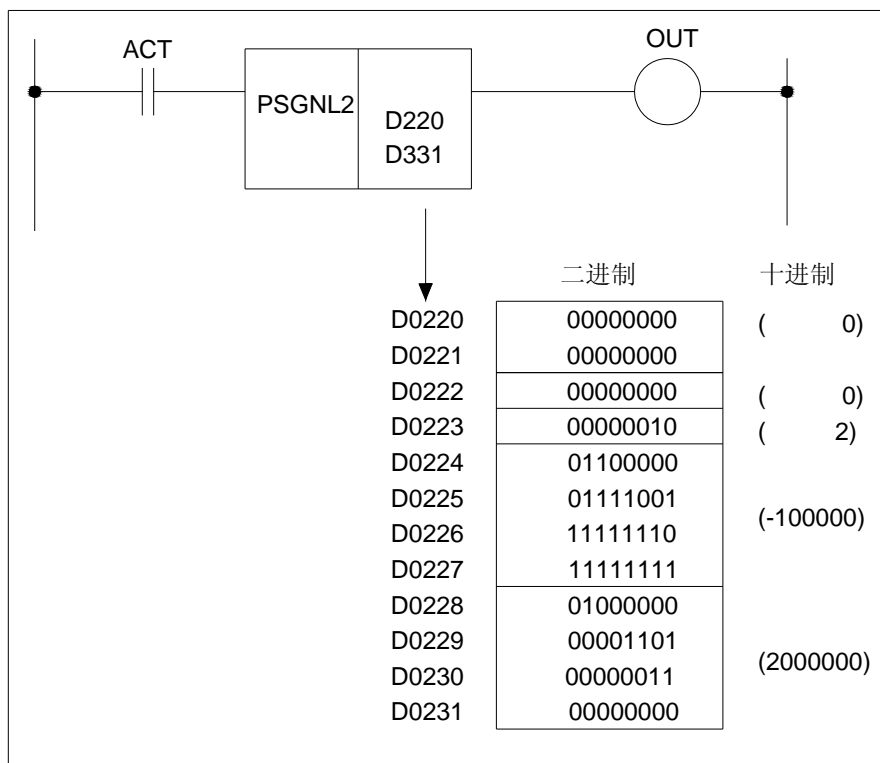 ACT
OUT
PSGNL2
D220
D331
二进制 十进制
D0220 00000000 ( 0)
D0221 00000000
D0222 00000000 ( 0)
D0223 00000010 ( 2)
D0224 01100000
D0225 01111001
(-100000)
D0226 11111110
D0227 11111111
D0228 01000000
D0229 00001101
(2000000)
D0230 00000011
D0231 00000000